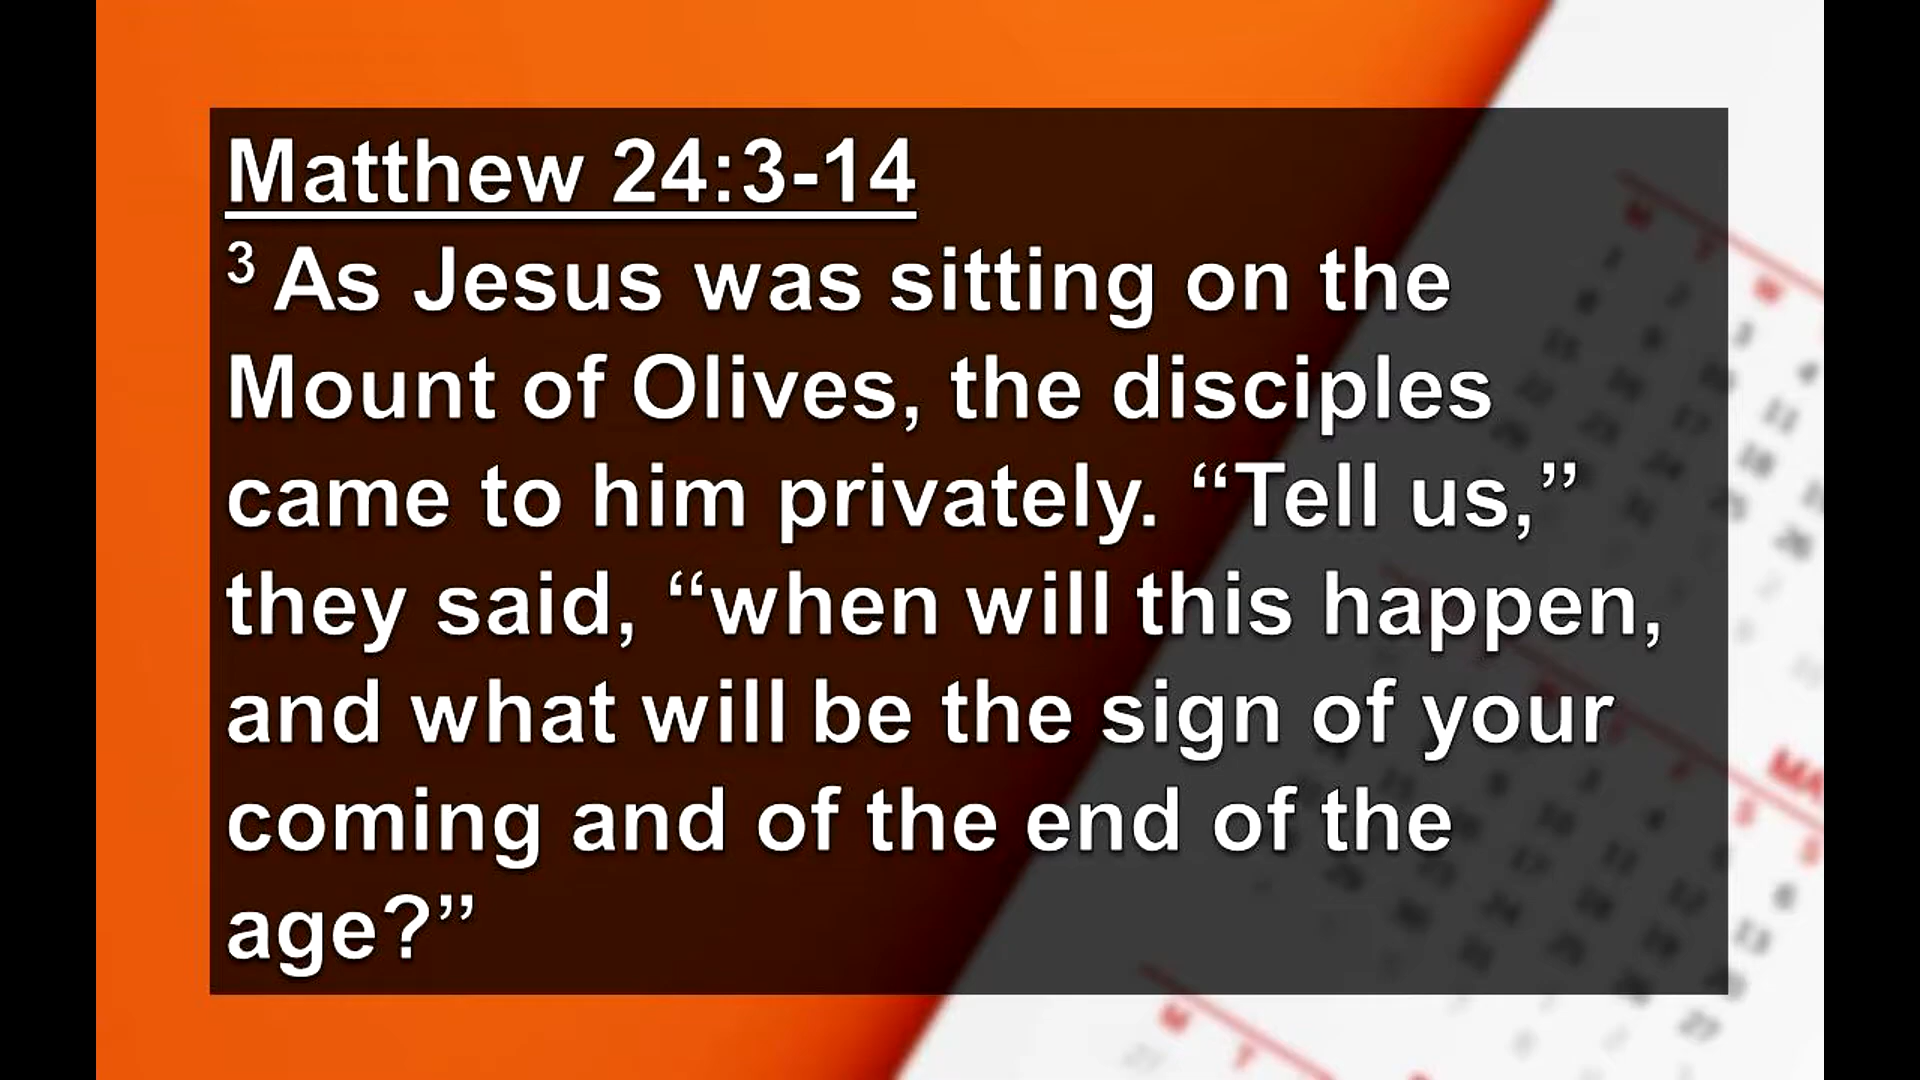 Matthew 24:3-14
3 As Jesus was sitting on the
Mount of Olives, the disciples
came to him privately. “Tell us,”
they said, “when will this happen,
and what will be the sign of your
coming and of the end of the
age?”